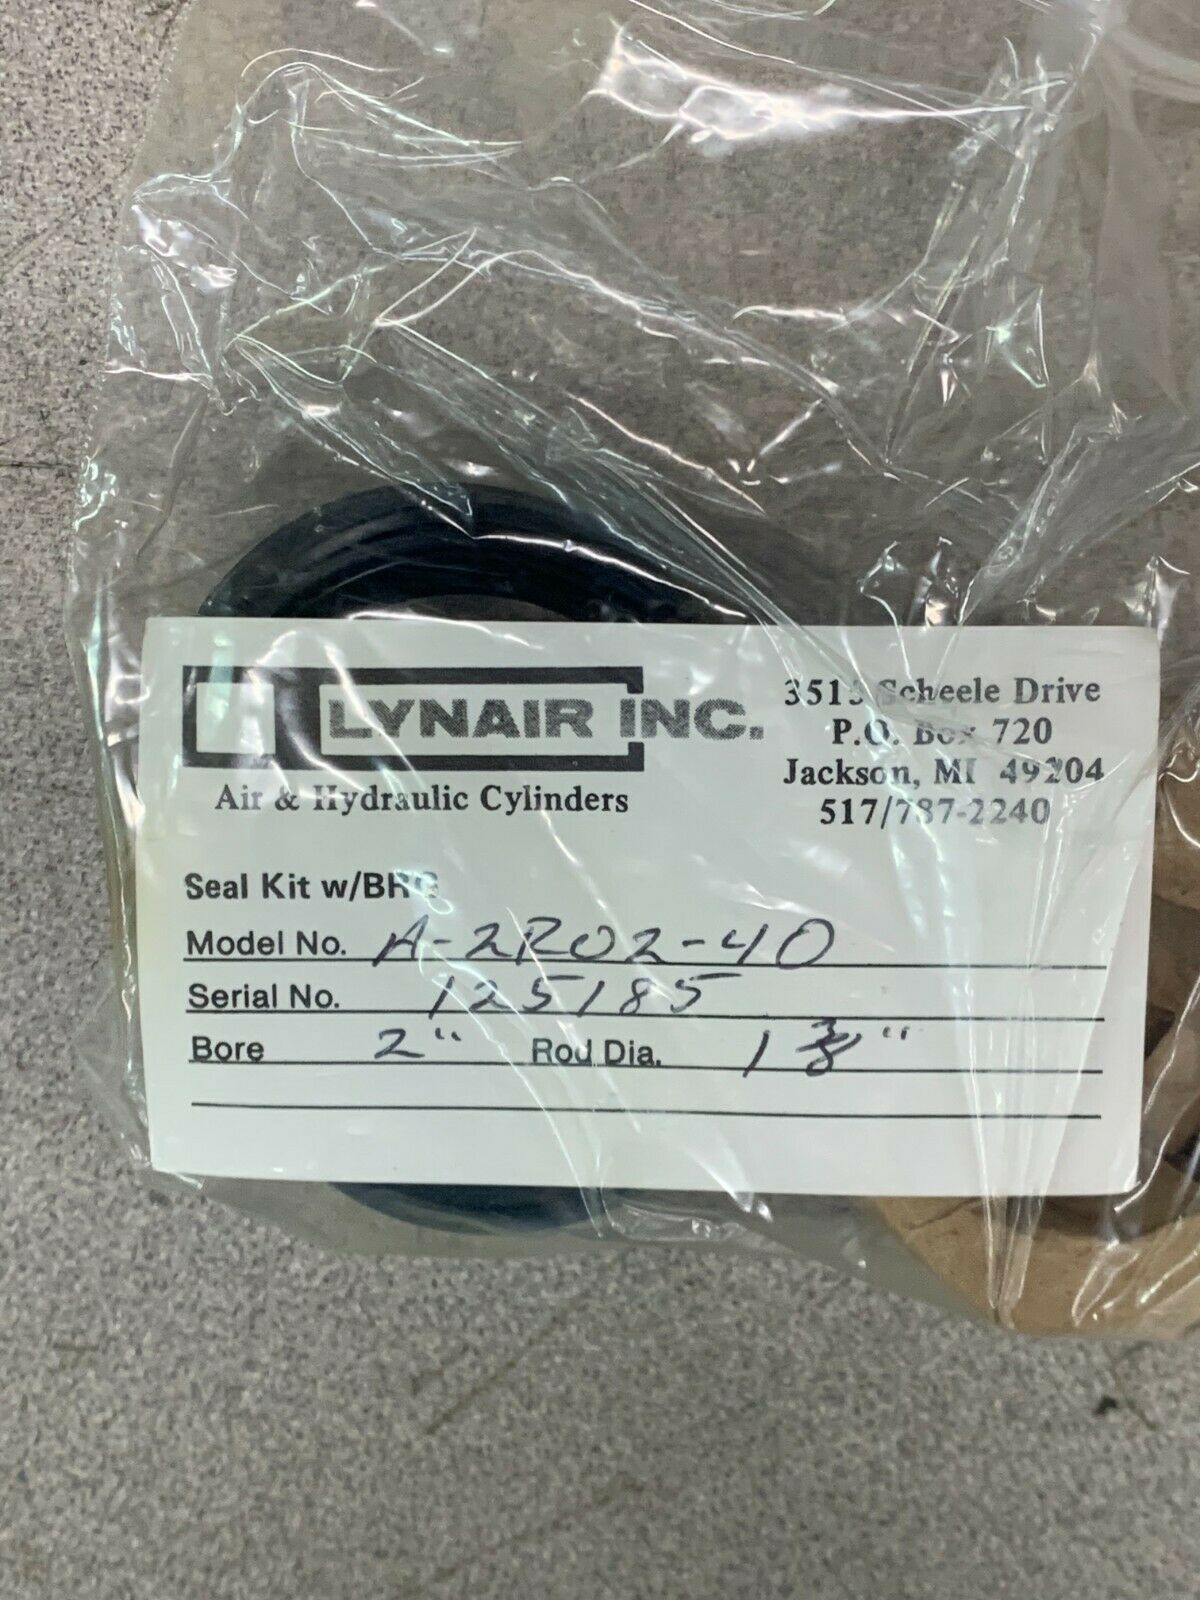 LYNAIR INC.
Air & Hydraulic Cylinders
3515 Scheele Drive
P.O. Box 720
Jackson, MI 49204
517/787-2240
Seal Kit w/BRG
Model No. A-2R02-40
Serial No. 125185
Bore 2" Rod Dia. 1 3/8"